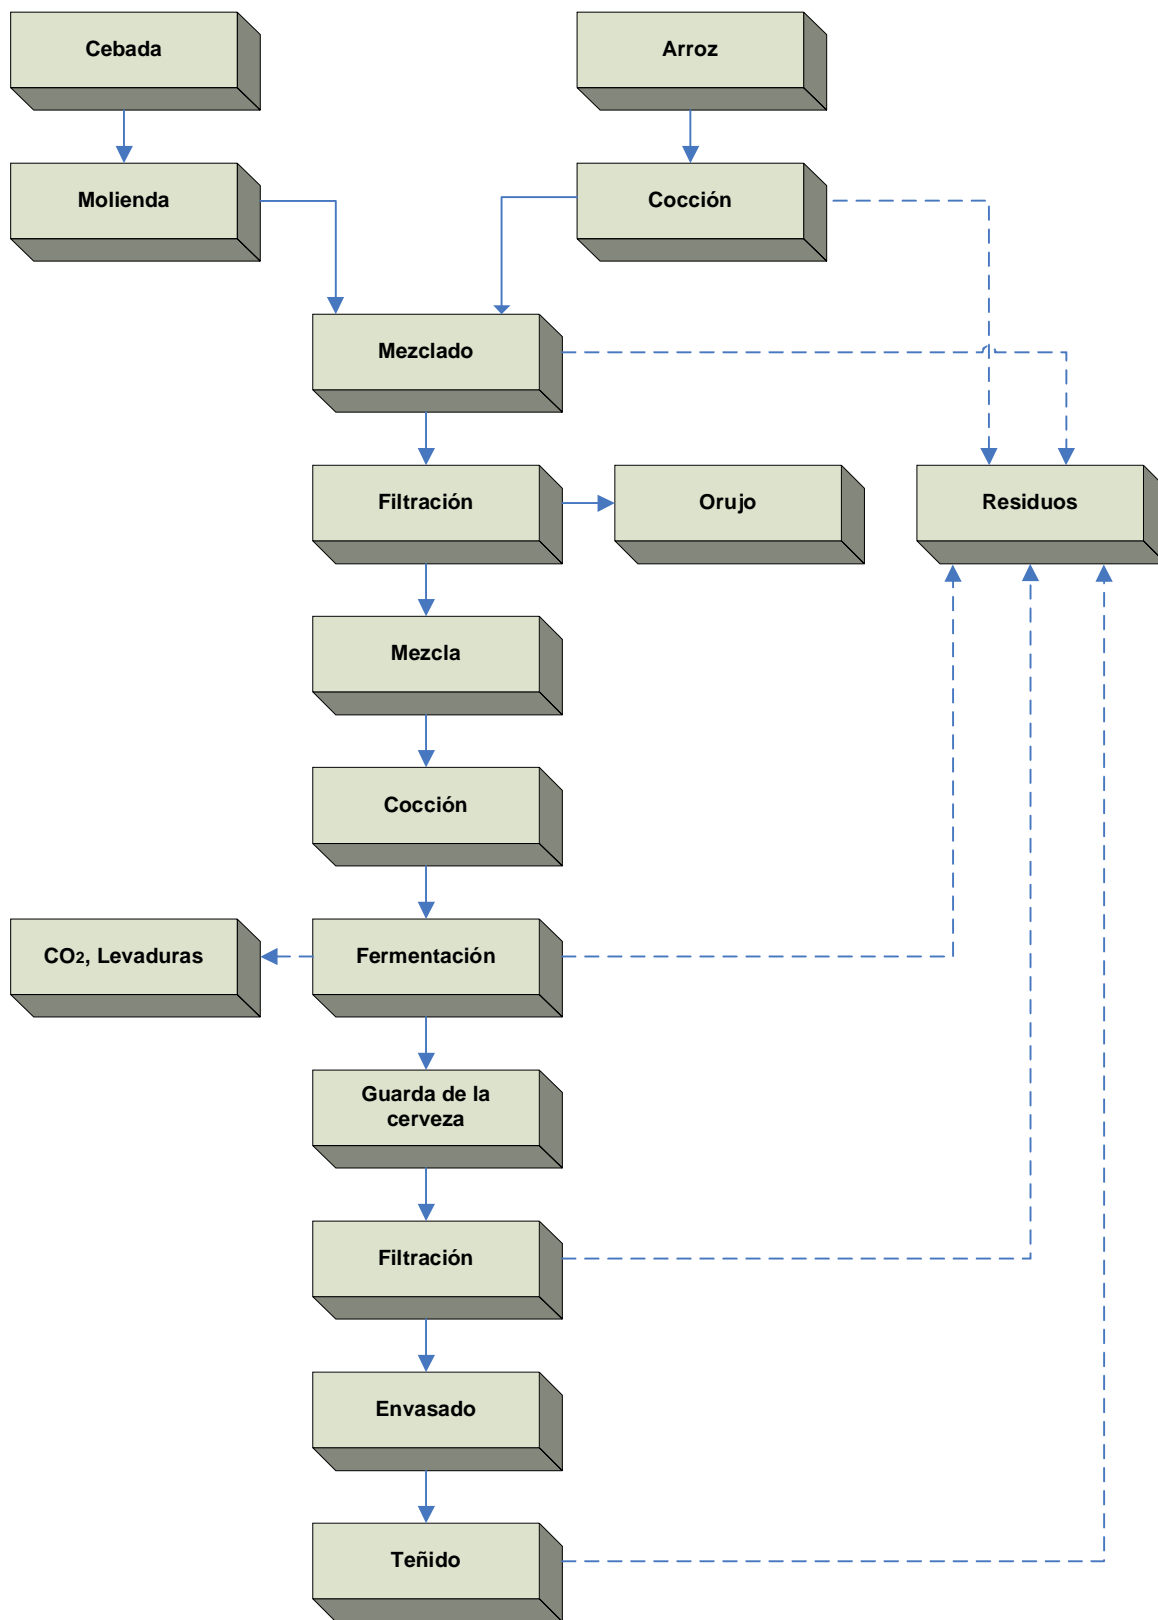 Cebada
Arroz
Molienda
Cocción
Mezclado
Filtración
Orujo
Residuos
Mezcla
Cocción
CO2, Levaduras
Fermentación
Guarda de la
cerveza
Filtración
Envasado
Teñido